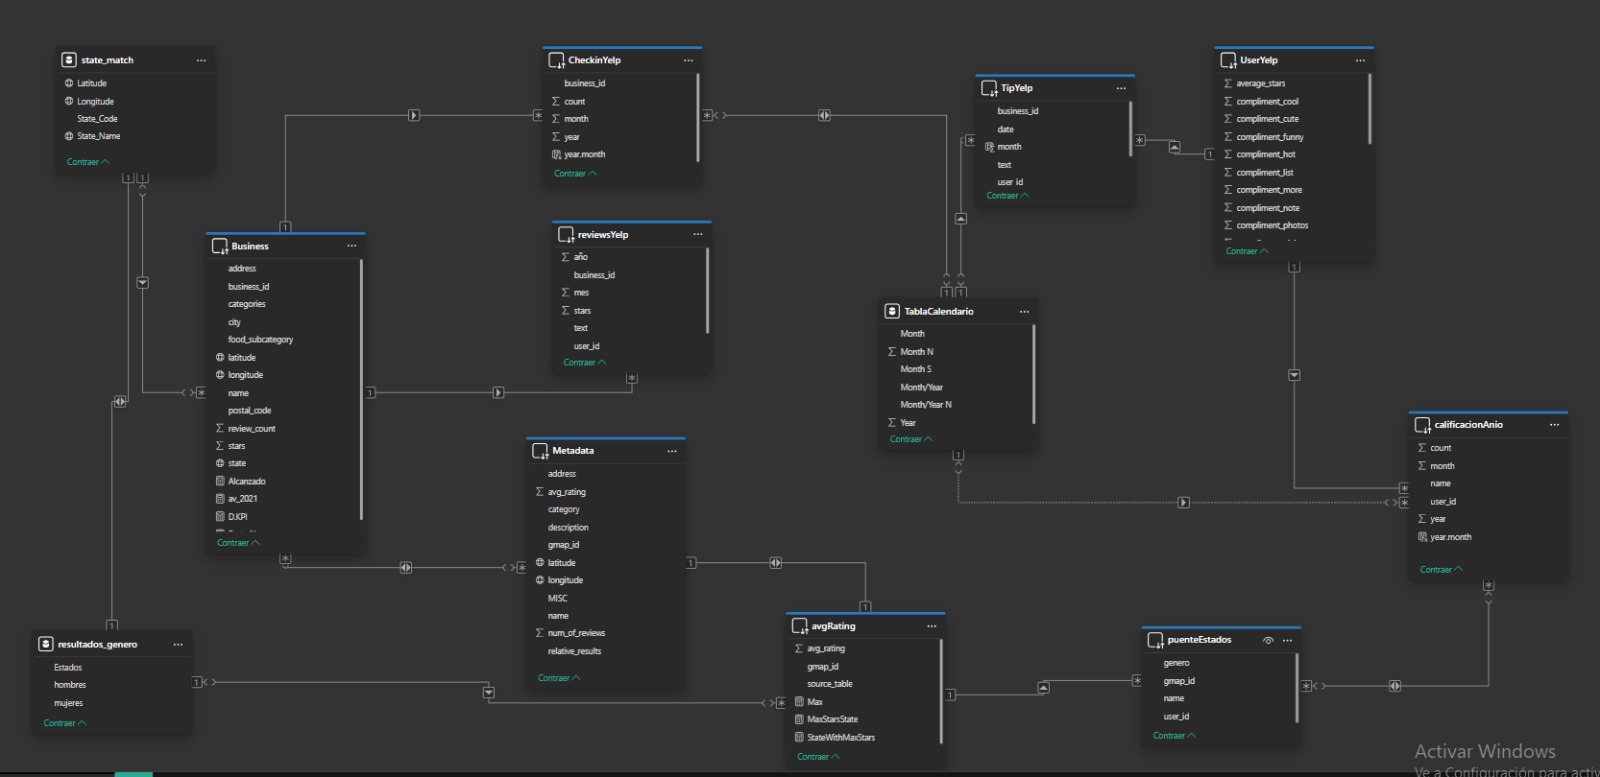 state_match
Latitude
Longitude
State_Code
State_Name
Contraer
CheckinYelp
business_id
count
month
year
year.month
Contraer
TipYelp
business_id
date
month
text
user id
Contraer
UserYelp
average_stars
compliment_cool
compliment_cute
compliment_funny
compliment_hot
compliment_list
compliment_more
compliment_note
compliment_photos
Contraer
Business
address
business_id
categories
city
food_subcategory
latitude
longitude
name
postal_code
review_count
stars
state
Alcanzado
av_2021
D.KPI
Contraer
reviewsYelp
año
business_id
mes
stars
text
user_id
Contraer
TablaCalendario
Month
Month N
Month S
Month/Year
Month/Year N
Year
Contraer
Metadata
address
avg_rating
category
description
gmap_id
latitude
longitude
MISC
name
num_of_reviews
relative_results
Contraer
calificacionAnio
count
month
name
user_id
year
year.month
Contraer
resultados_genero
Estados
hombres
mujeres
Contraer
avgRating
avg_rating
gmap_id
source_table
Max
MaxStarsState
StateWithMaxStars
Contraer
puenteEstados
genero
gmap_id
name
user_id
Contraer
Activar Windows
Ve a Configuración para activ